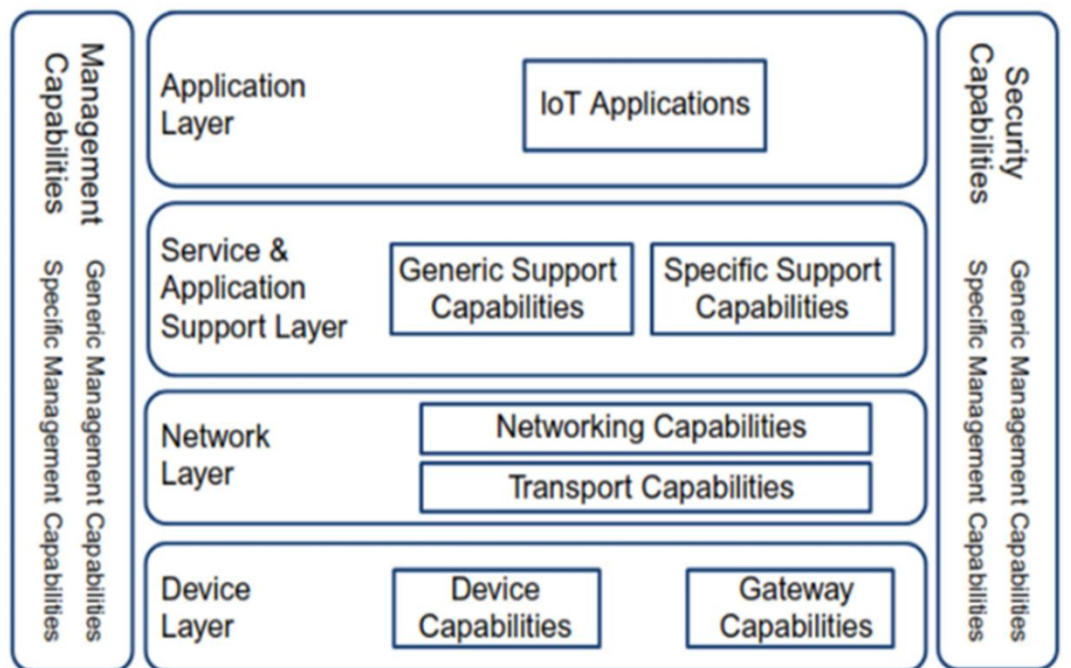 Management
Capabilities
Generic Management Capabilities
Specific Management Capabilities
Application
Layer
IoT Applications
Service &
Application
Support Layer
Generic Support
Capabilities
Specific Support
Capabilities
Network
Layer
Networking Capabilities
Transport Capabilities
Device
Layer
Device
Capabilities
Gateway
Capabilities
Security
Capabilities
Generic Management Capabilities
Specific Management Capabilities